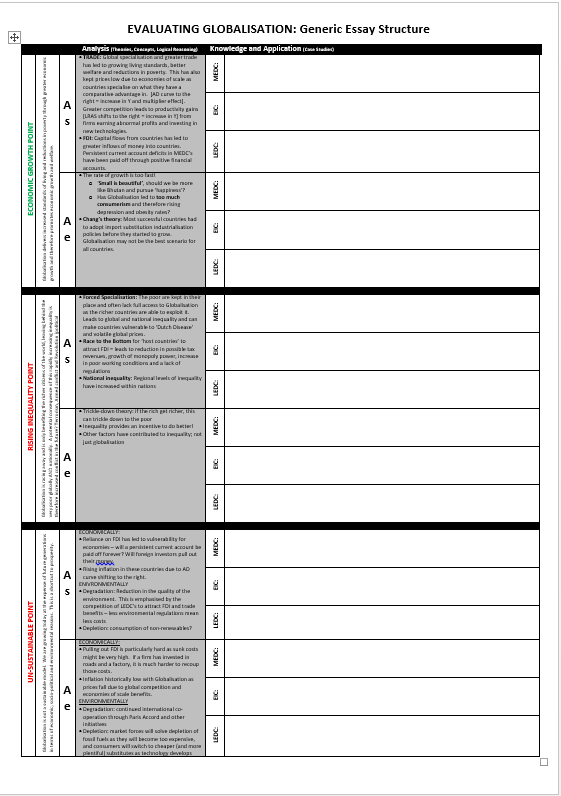 EVALUATING GLOBALISATION: Generic Essay Structure
Analysis (Theories, Concepts, Logical Reasoning)
Knowledge and Application (Case Studies)
ECONOMIC GROWTH POINT
Globalisation delivers increased standards of living and reductions in poverty through greater economic
growth and therefore promotes economic growth and welfare.
As
• TRADE: Global specialisation and greater trade
has led to growing living standards, better
welfare and reductions in poverty. This has also
kept prices low due to economies of scale as
countries specialise on what they have a
comparative advantage in. [AD curve to the
right = increase in Y and multiplier effect].
Greater competition leads to productivity gains
[LRAS shifts to the right = increase in Y] from
firms earning abnormal profits and investing in
new technologies.
• FDI: Capital flows from countries has led to
greater inflows of money into countries.
Persistent current account deficits in MEDC's
have been paid off through positive financial
accounts.
MEDC:
EIC:
LEDC:
Ae
• The rate of growth is too fast!
o 'Small is beautiful', should we be more
like Bhutan and pursue 'happiness'?
o Has Globalisation led to too much
consumerism and therefore rising
depression and obesity rates?
• Chang's theory: Most successful countries had
to adopt import substitution industrialisation
policies before they started to grow.
Globalisation may not be the best scenario for
all countries.
MEDC:
EIC:
LEDC:
RISING INEQUALITY POINT
As
• Forced Specialisation: The poor are kept in their
place and often lack full access to Globalisation
as the richer countries are able to exploit it.
Leads to global and national inequality and can
make countries vulnerable to 'Dutch Disease'
and volatile global prices.
• Race to the Bottom for 'host countries' to
attract FDI = leads to reduction in possible tax
revenues, growth of monopoly power, increase
in poor working conditions and a lack of
regulations
• National Inequality: Regional levels of inequality
have increased within nations
MEDC:
EIC:
LEDC:
Ae
• Trickle-down theory: if the rich get richer, this
can trickle down to the poor
• Inequality provides an incentive to do better!
• Other factors have contributed to inequality; not
just globalisation
MEDC:
EIC:
LEDC:
UN-SUSTAINABLE POINT
Globalisation is not a sustainable model. We are growing today at the expense of future generations
in terms of economic, socio-political and environmental reasons. This is a shortcut to prosperity.
As
ECONOMICALLY:
• Reliance on FDI has led to vulnerability for
economies – will a persistent current account be
paid off forever? Will foreign investors pull out
their money.
• Rising inflation in these countries due to AD
curve shifting to the right.
ENIVIRONMENTALLY
• Degradation: Reduction in the quality of the
environment. This is emphasised by the
competition of LEDC's to attract FDI and trade
benefits – less environmental regulations mean
less costs
• Depletion: consumption of non-renewables?
MEDC:
EIC:
LEDC:
Ae
ECONOMICALLY:
• Pulling out FDI is particularly hard as sunk costs
might be very high. If a firm has invested in
roads and a factory, it is much harder to recoup
those costs.
• Inflation historically low with Globalisation as
prices fall due to global competition and
economies of scale benefits.
ENVIRONMENTALLY
• Degradation: continued international co-
operation through Paris Accord and other
initiatives
• Depletion: market forces will solve depletion of
fossil fuels as they will become too expensive,
and consumers will switch to cheaper (and more
plentiful) substitutes as technology develops
MEDC:
EIC:
LEDC: